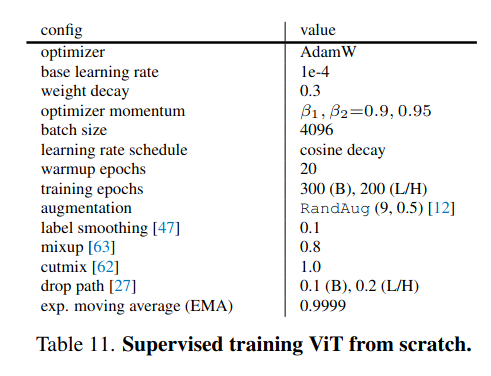 config value
optimizer AdamW
base learning rate 1e-4
weight decay 0.3
optimizer momentum β₁, β₂=0.9, 0.95
batch size 4096
learning rate schedule cosine decay
warmup epochs 20
training epochs 300 (B), 200 (L/H)
augmentation RandAug (9, 0.5) [12]
label smoothing [47] 0.1
mixup [63] 0.8
cutmix [62] 1.0
drop path [27] 0.1 (B), 0.2 (L/H)
exp. moving average (EMA) 0.9999
Table 11. Supervised training ViT from scratch.